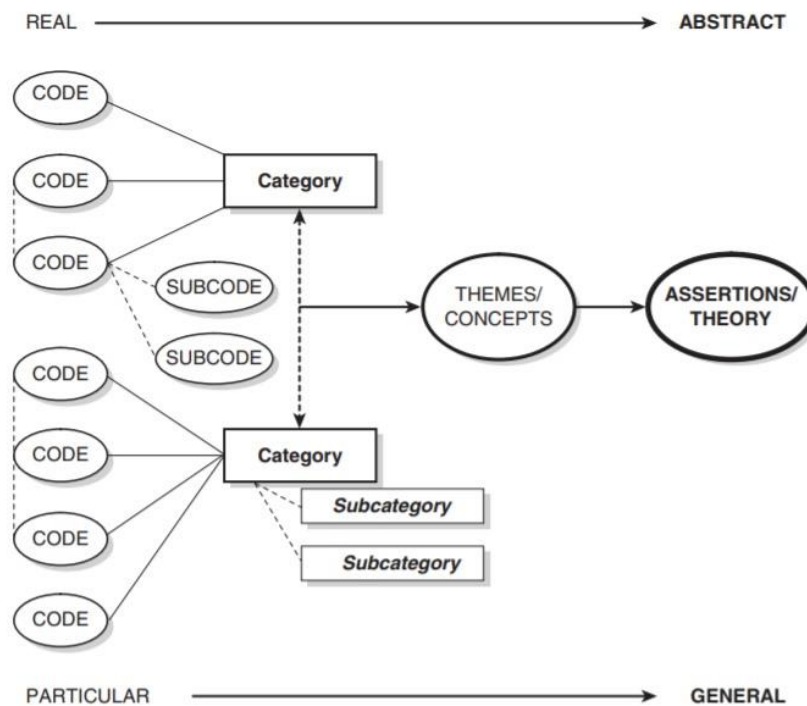 REAL
ABSTRACT
CODE
CODE
Category
CODE
SUBCODE
SUBCODE
THEMES/
CONCEPTS
ASSERTIONS/
THEORY
CODE
CODE
Category
Subcategory
CODE
Subcategory
CODE
PARTICULAR
GENERAL